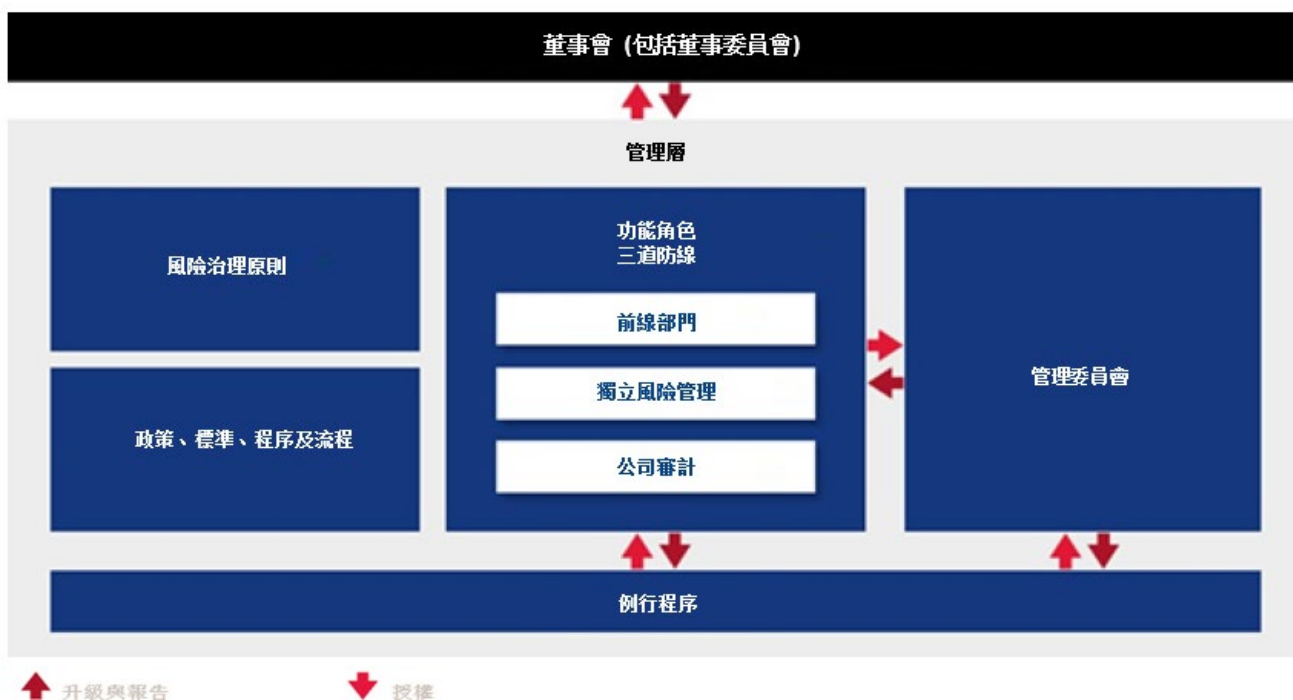 董事會 (包括董事委員會)
管理層
風險治理原則
政策、標準、程序及流程
功能角色
三道防線
前線部門
獨立風險管理
公司審計
管理委員會
例行程序
升級與報告
授權